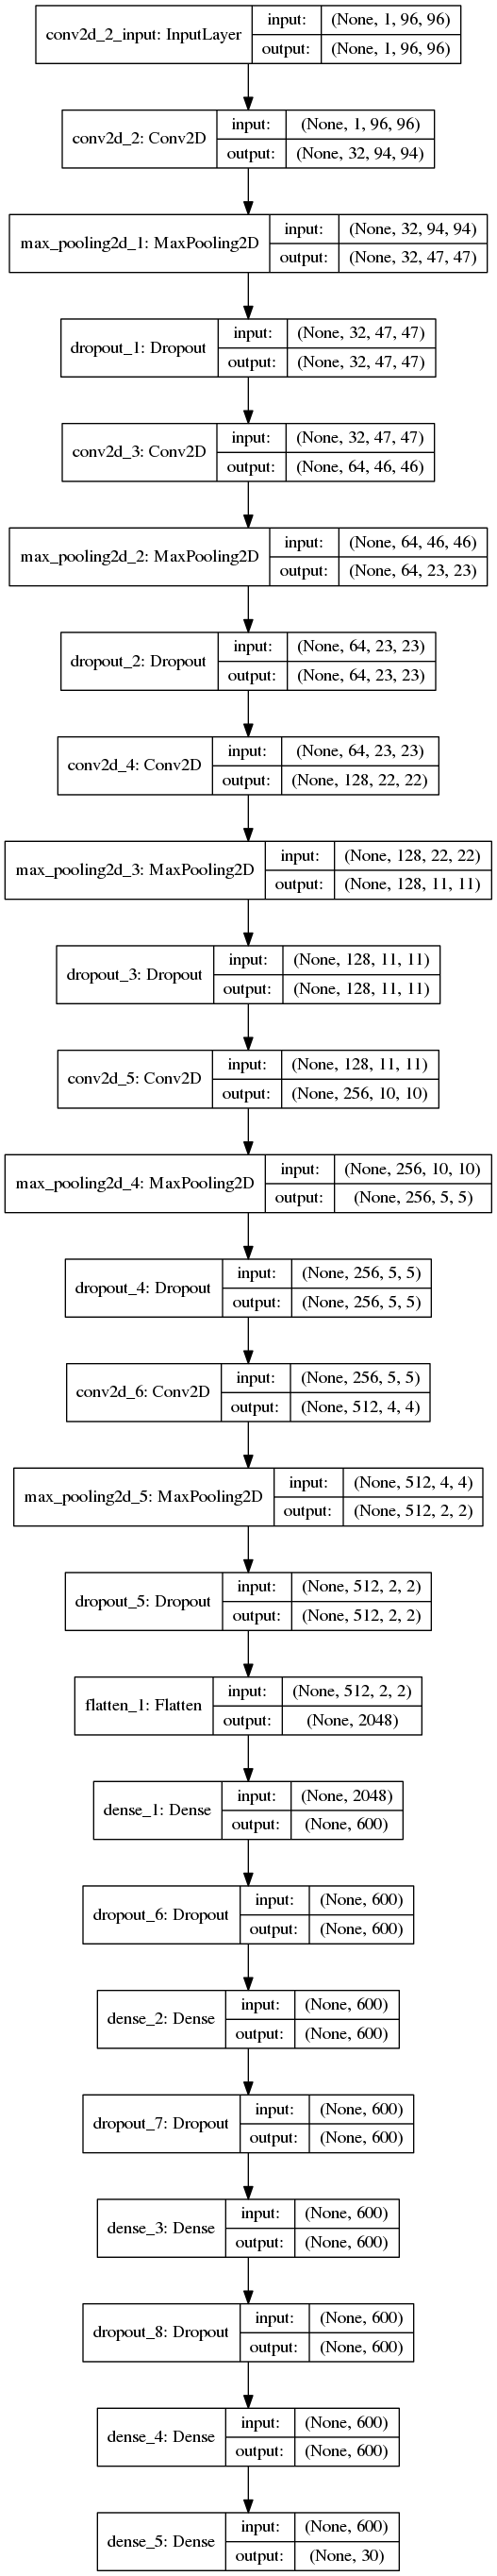 conv2d_2_input: InputLayer
input: (None, 1, 96, 96)
output: (None, 1, 96, 96)
conv2d_2: Conv2D
input: (None, 1, 96, 96)
output: (None, 32, 94, 94)
max_pooling2d_1: MaxPooling2D
input: (None, 32, 94, 94)
output: (None, 32, 47, 47)
dropout_1: Dropout
input: (None, 32, 47, 47)
output: (None, 32, 47, 47)
conv2d_3: Conv2D
input: (None, 32, 47, 47)
output: (None, 64, 46, 46)
max_pooling2d_2: MaxPooling2D
input: (None, 64, 46, 46)
output: (None, 64, 23, 23)
dropout_2: Dropout
input: (None, 64, 23, 23)
output: (None, 64, 23, 23)
conv2d_4: Conv2D
input: (None, 64, 23, 23)
output: (None, 128, 22, 22)
max_pooling2d_3: MaxPooling2D
input: (None, 128, 22, 22)
output: (None, 128, 11, 11)
dropout_3: Dropout
input: (None, 128, 11, 11)
output: (None, 128, 11, 11)
conv2d_5: Conv2D
input: (None, 128, 11, 11)
output: (None, 256, 10, 10)
max_pooling2d_4: MaxPooling2D
input: (None, 256, 10, 10)
output: (None, 256, 5, 5)
dropout_4: Dropout
input: (None, 256, 5, 5)
output: (None, 256, 5, 5)
conv2d_6: Conv2D
input: (None, 256, 5, 5)
output: (None, 512, 4, 4)
max_pooling2d_5: MaxPooling2D
input: (None, 512, 4, 4)
output: (None, 512, 2, 2)
dropout_5: Dropout
input: (None, 512, 2, 2)
output: (None, 512, 2, 2)
flatten_1: Flatten
input: (None, 512, 2, 2)
output: (None, 2048)
dense_1: Dense
input: (None, 2048)
output: (None, 600)
dropout_6: Dropout
input: (None, 600)
output: (None, 600)
dense_2: Dense
input: (None, 600)
output: (None, 600)
dropout_7: Dropout
input: (None, 600)
output: (None, 600)
dense_3: Dense
input: (None, 600)
output: (None, 600)
dropout_8: Dropout
input: (None, 600)
output: (None, 600)
dense_4: Dense
input: (None, 600)
output: (None, 600)
dense_5: Dense
input: (None, 600)
output: (None, 30)